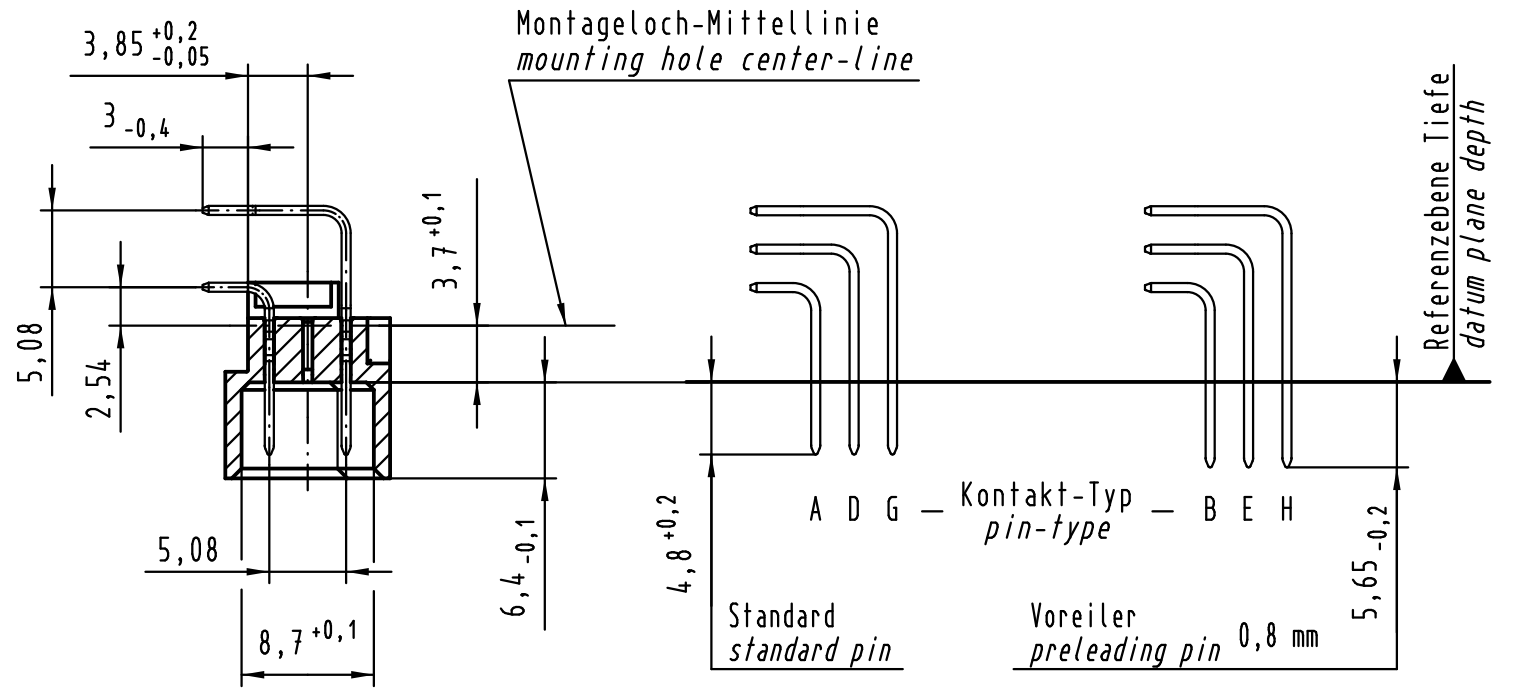 Montageloch-Mittellinie
mounting hole center-line
3,85 +0,2 -0,05
3 -0,4
5,08
2,54
3,7 +0,1
5,08
8,7 +0,1
6,4 -0,1
4,8 +0,2
A D G – Kontakt-Typ – B E H
pin-type
Standard
standard pin
Voreiler
preleading pin 0,8 mm
5,65 -0,2
Referenzebene Tiefe
datum plane depth